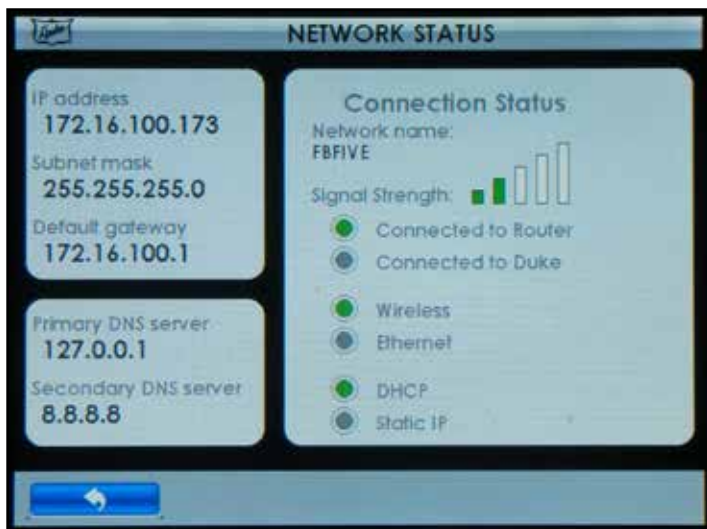 Duke
NETWORK STATUS
IP address
172.16.100.173
Subnet mask
255.255.255.0
Default gateway
172.16.100.1
Primary DNS server
127.0.0.1
Secondary DNS server
8.8.8.8
Connection Status
Network name:
FBFIVE
Signal Strength:
Connected to Router
Connected to Duke
Wireless
Ethernet
DHCP
Static IP